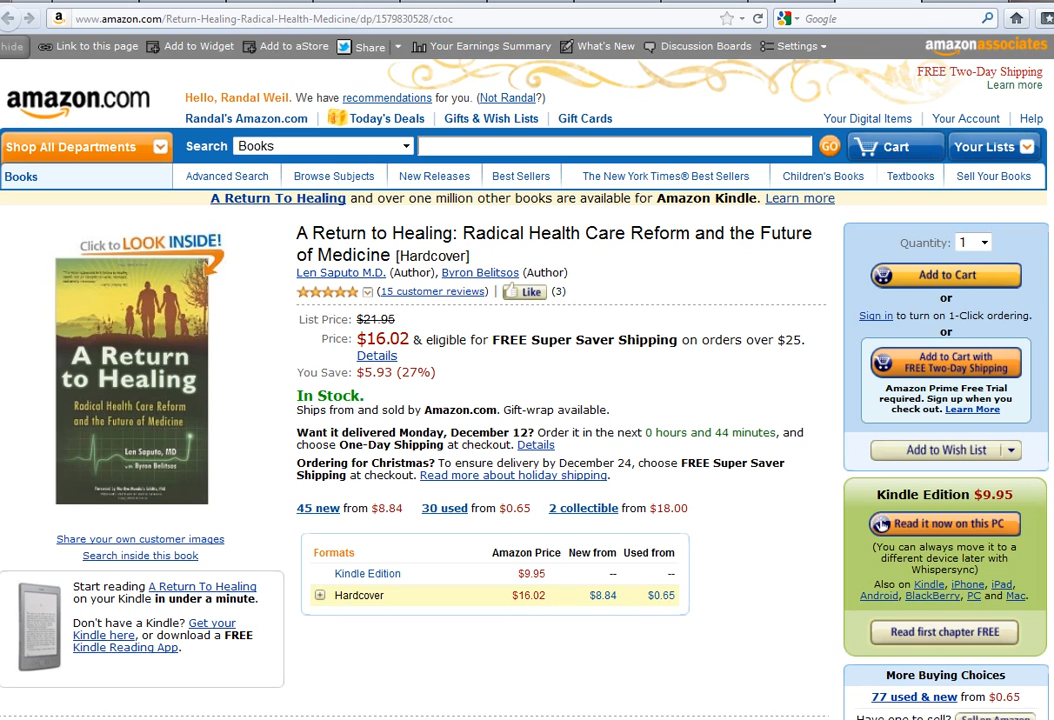 www.amazon.com/Return-Healing-Radical-Health-Medicine/dp/1579830528/ctoc
Google
hide Link to this page Add to Widget Add to aStore Share Your Earnings Summary What's New Discussion Boards Settings amazonassociates
FREE Two-Day Shipping
Learn more
amazon.com
Hello, Randal Weil. We have recommendations for you. (Not Randal?)
Randal's Amazon.com Today's Deals Gifts & Wish Lists Gift Cards
Your Digital Items Your Account Help
Shop All Departments Search Books GO Cart Your Lists
Books Advanced Search Browse Subjects New Releases Best Sellers The New York Times® Best Sellers Children's Books Textbooks Sell Your Books
A Return To Healing and over one million other books are available for Amazon Kindle. Learn more
Click to LOOK INSIDE!
A Return
to Healing
Radical Health Care Reform
and the Future of Medicine
Len Saputo, MD
with Byron Belitsos
Share your own customer images
Search inside this book
Start reading A Return To Healing
on your Kindle in under a minute.
Don't have a Kindle? Get your
Kindle here, or download a FREE
Kindle Reading App.
A Return to Healing: Radical Health Care Reform and the Future
of Medicine [Hardcover]
Len Saputo M.D. (Author), Byron Belitsos (Author)
(15 customer reviews) Like (3)
List Price: $21.95
Price: $16.02 & eligible for FREE Super Saver Shipping on orders over $25.
Details
You Save: $5.93 (27%)
In Stock.
Ships from and sold by Amazon.com. Gift-wrap available.
Want it delivered Monday, December 12? Order it in the next 0 hours and 44 minutes, and
choose One-Day Shipping at checkout. Details
Ordering for Christmas? To ensure delivery by December 24, choose FREE Super Saver
Shipping at checkout. Read more about holiday shipping.
45 new from $8.84 30 used from $0.65 2 collectible from $18.00
Formats Amazon Price New from Used from
Kindle Edition $9.95 -- --
Hardcover $16.02 $8.84 $0.65
Quantity: 1
Add to Cart
or
Sign in to turn on 1-Click ordering.
or
Add to Cart with
FREE Two-Day Shipping
Amazon Prime Free Trial
required. Sign up when you
check out. Learn More
Add to Wish List
Kindle Edition $9.95
Read it now on this PC
(You can always move it to a
different device later with
Whispersync)
Also on Kindle, iPhone, iPad,
Android, BlackBerry, PC and Mac.
Read first chapter FREE
More Buying Choices
77 used & new from $0.65
Have one to sell? Sell on Amazon